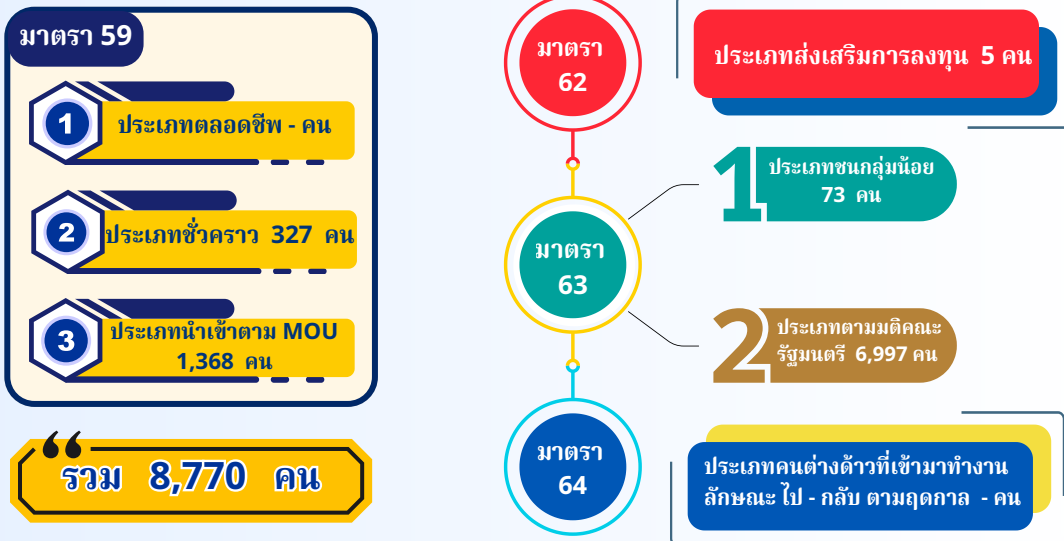 มาตรา 59
1
ประเภทตลอดชีพ - คน
2
ประเภทชั่วคราว 327 คน
3
ประเภทนำเข้าตาม MOU
1,368 คน
รวม 8,770 คน
มาตรา
62
ประเภทส่งเสริมการลงทุน 5 คน
มาตรา
63
1
ประเภทชนกลุ่มน้อย
73 คน
2
ประเภทตามมติคณะ
รัฐมนตรี 6,997 คน
มาตรา
64
ประเภทคนต่างด้าวที่เข้ามาทำงาน
ลักษณะ ไป - กลับ ตามฤดูกาล - คน